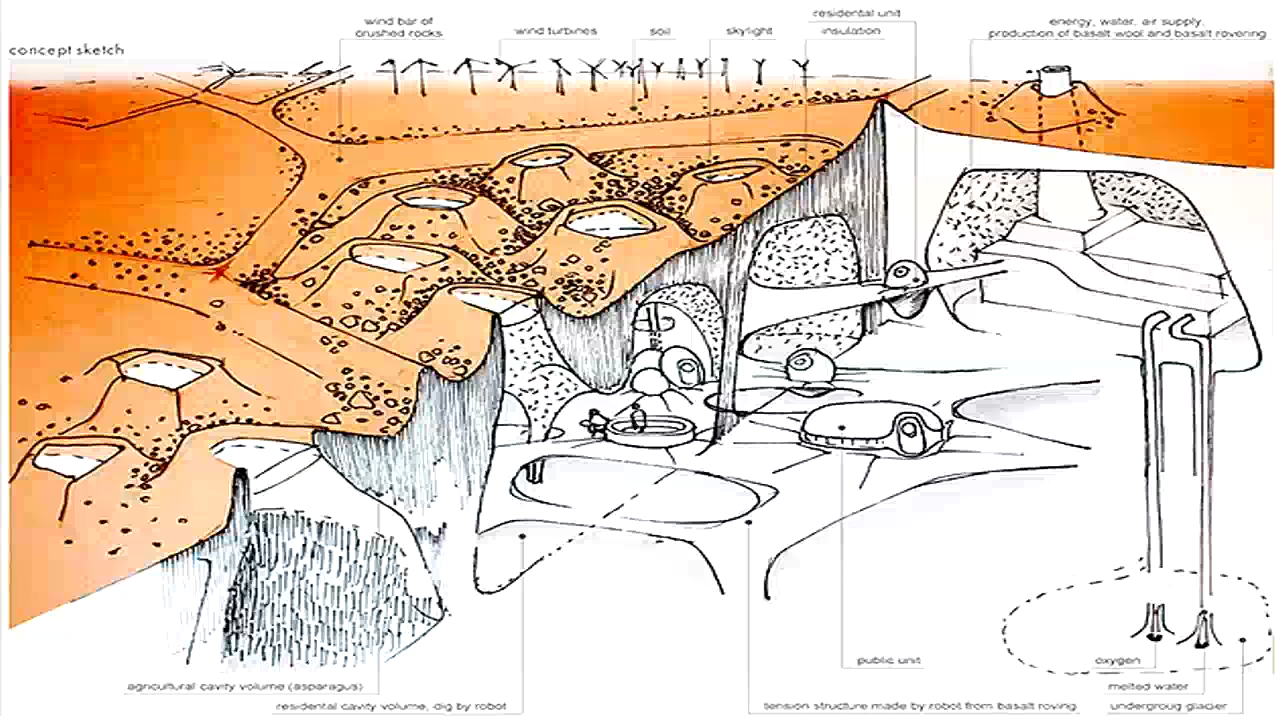 concept sketch
wind bar of
crushed rocks
wind turbines
soil
skylight
residental unit
insulation
energy, water, air supply,
production of basalt wool and basalt rovering
public unit
oxygen
agricultural cavity volume (asparagus)
melted water
residental cavity volume, dig by robot
tension structure made by robot from basalt roving
undergroug glacier